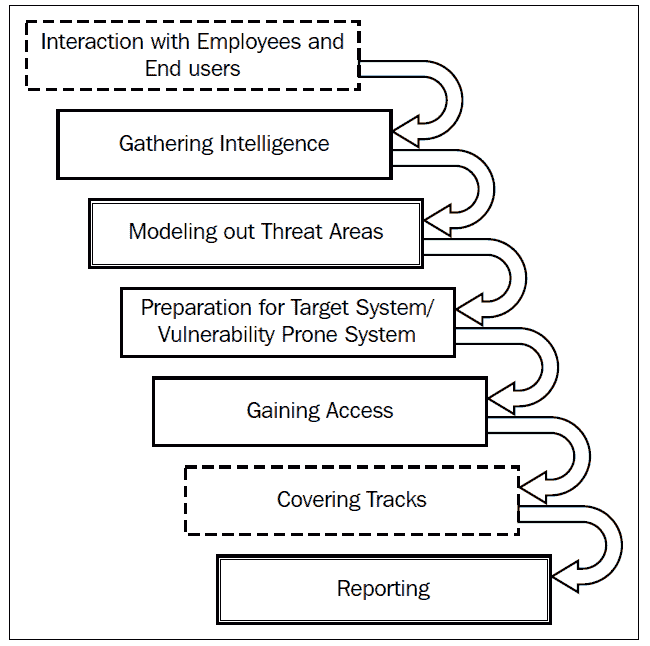 Interaction with Employees and
End users
Gathering Intelligence
Modeling out Threat Areas
Preparation for Target System/
Vulnerability Prone System
Gaining Access
Covering Tracks
Reporting